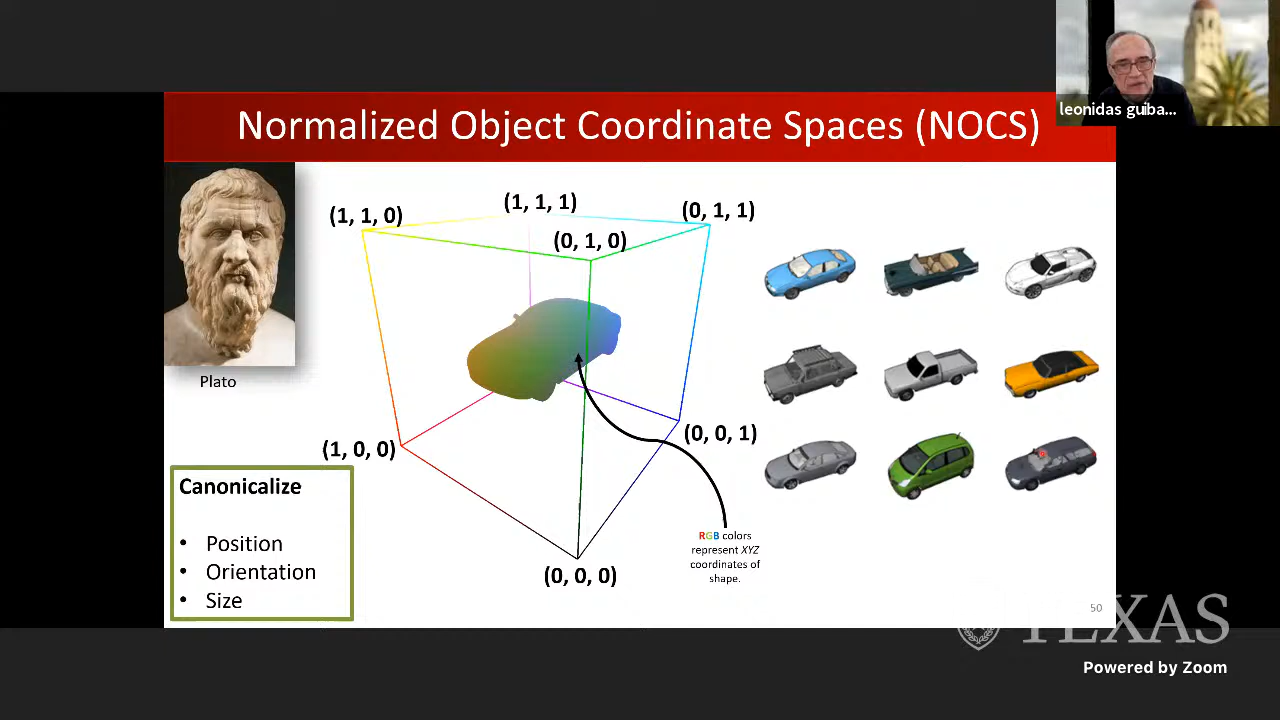 leonidas guiba...
Normalized Object Coordinate Spaces (NOCS)
Plato
(1, 1, 0)
(1, 1, 1)
(0, 1, 1)
(0, 1, 0)
(1, 0, 0)
(0, 0, 1)
(0, 0, 0)
Canonicalize
• Position
• Orientation
• Size
RGB colors
represent XYZ
coordinates of
shape.
50
TEXAS
Powered by Zoom